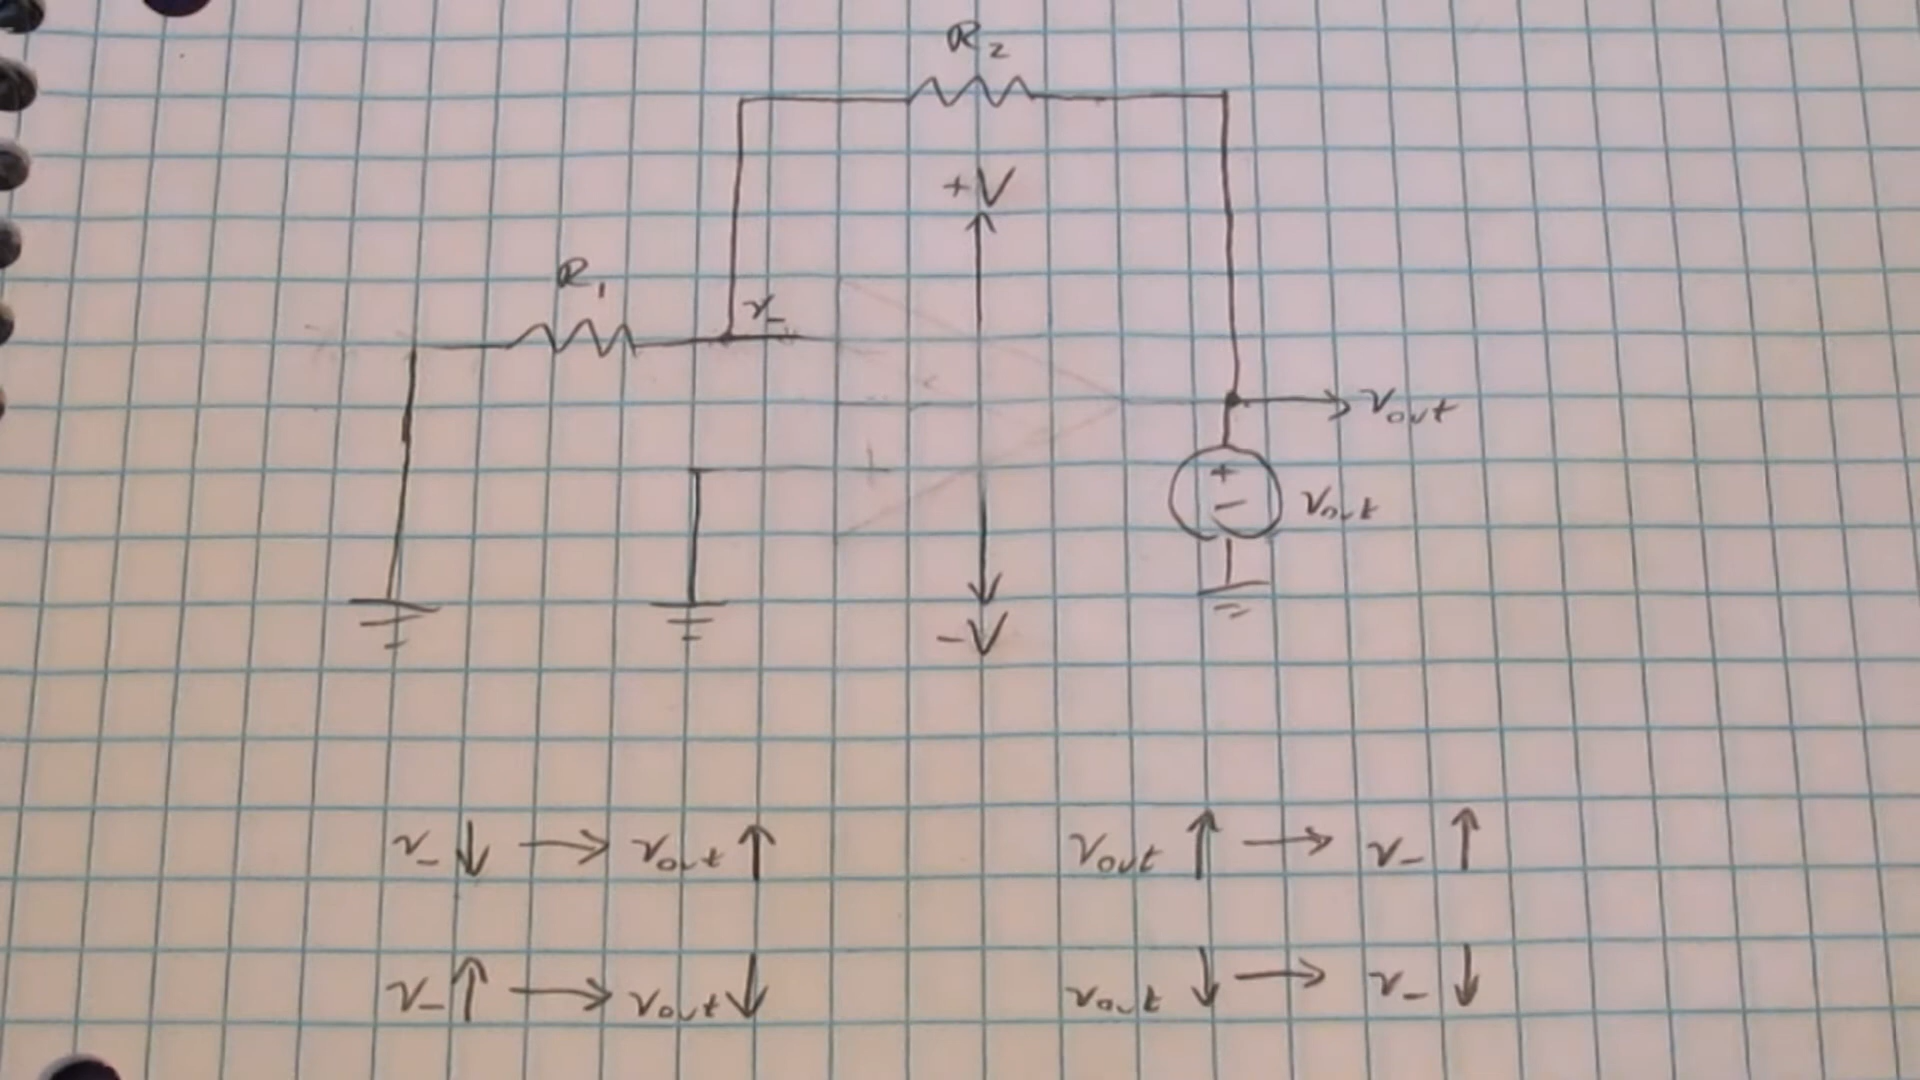 R2
+V
R1
v-
vout
+
-
vout
+
-V
v- ↓ → vout ↑
vout ↑ → v- ↑
v- ↑ → vout ↓
vout ↓ → v- ↓